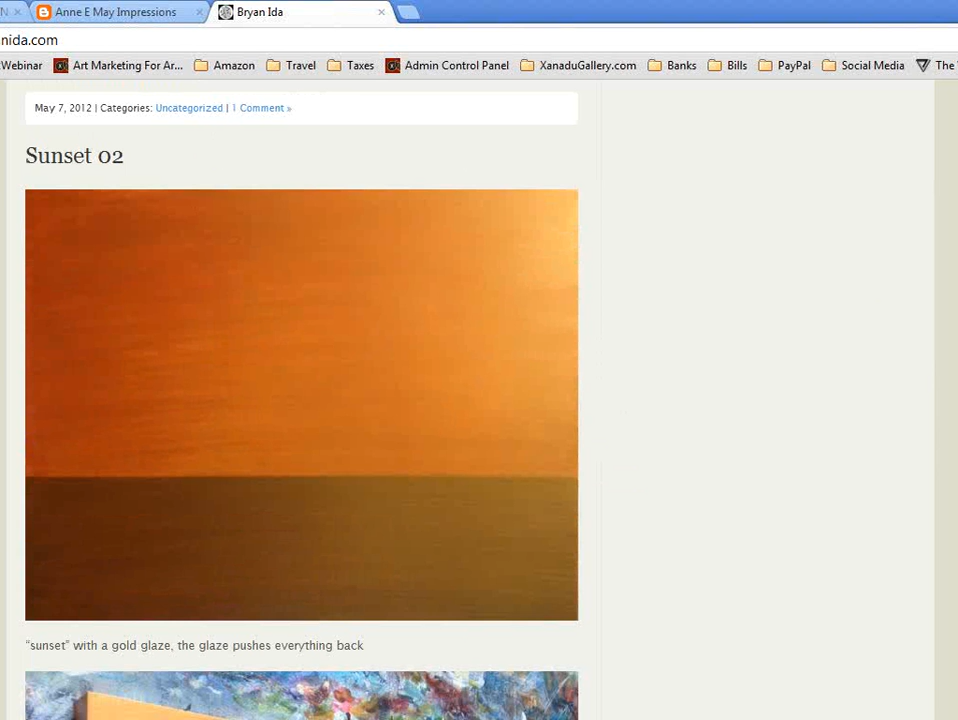 Anne E May Impressions
Bryan Ida
nida.com
Webinar Art Marketing For Ar... Amazon Travel Taxes Admin Control Panel XanaduGallery.com Banks Bills PayPal Social Media The
May 7, 2012 | Categories: Uncategorized | 1 Comment »
Sunset 02
"sunset" with a gold glaze, the glaze pushes everything back